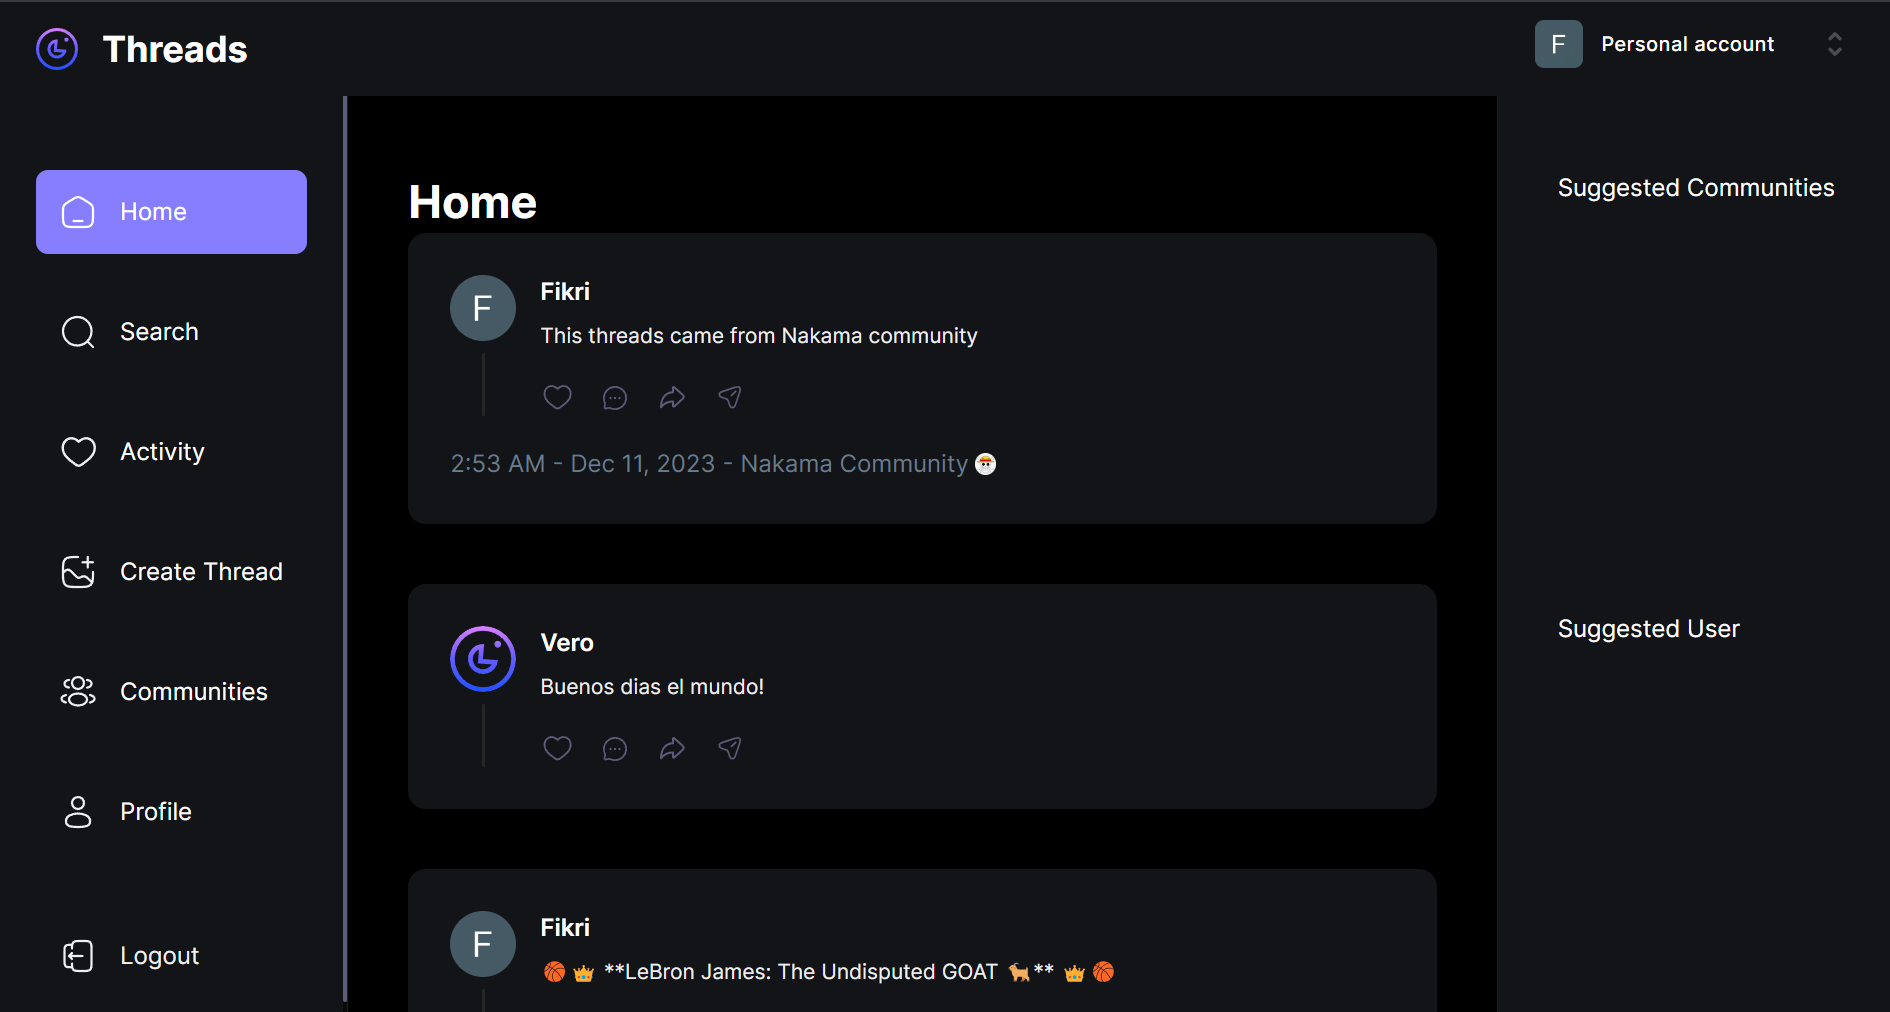 Threads
F Personal account
Home
Search
Activity
Create Thread
Communities
Profile
Logout
Home
F
Fikri
This threads came from Nakama community
2:53 AM - Dec 11, 2023 - Nakama Community
Vero
Buenos dias el mundo!
F
Fikri
🏀 👑 **LeBron James: The Undisputed GOAT 🐐** 👑 🏀
Suggested Communities
Suggested User